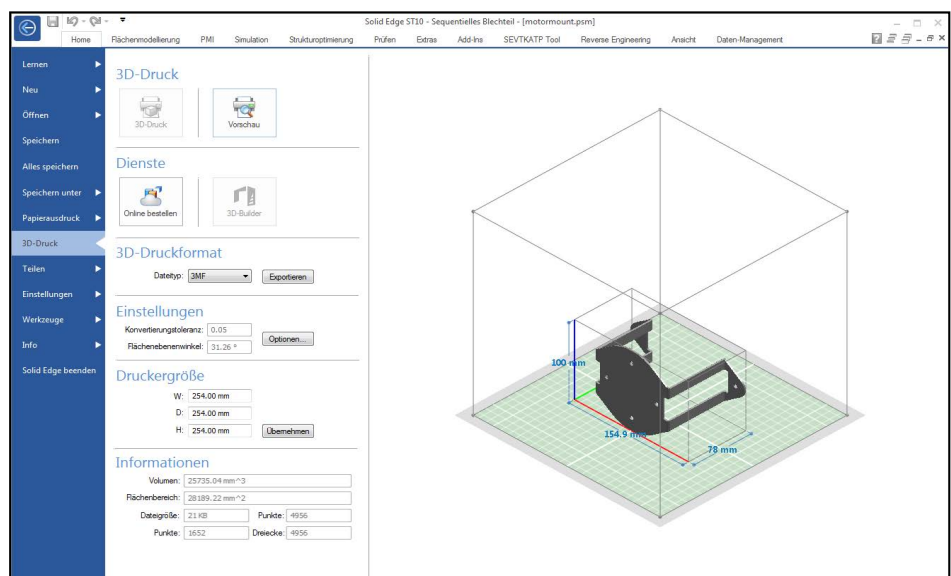 Solid Edge ST10 - Sequentielles Blechteil - [motormount.psm]
Home Flächenmodellierung PMI Simulation Strukturoptimierung Prüfen Extras Add-Ins SEVTKATP Tool Reverse Engineering Ansicht Daten-Management
Lernen
Neu
Öffnen
Speichern
Alles speichern
Speichern unter
Papierausdruck
3D-Druck
Teilen
Einstellungen
Werkzeuge
Info
Solid Edge beenden
3D-Druck
3D-Druck Vorschau
Dienste
Online bestellen 3D-Builder
3D-Druckformat
Dateityp: 3MF Exportieren
Einstellungen
Konvertierungstoleranz: 0.05
Flächenebenenwinkel: 31.26 °
Optionen...
Druckergröße
W: 254.00 mm
D: 254.00 mm
H: 254.00 mm Übernehmen
Informationen
Volumen: 25735.04 mm^3
Flächenbereich: 28189.22 mm^2
Dateigröße: 21 KB Punkte: 4956
Punkte: 1652 Dreiecke: 4956
100 mm
154.9 mm
78 mm